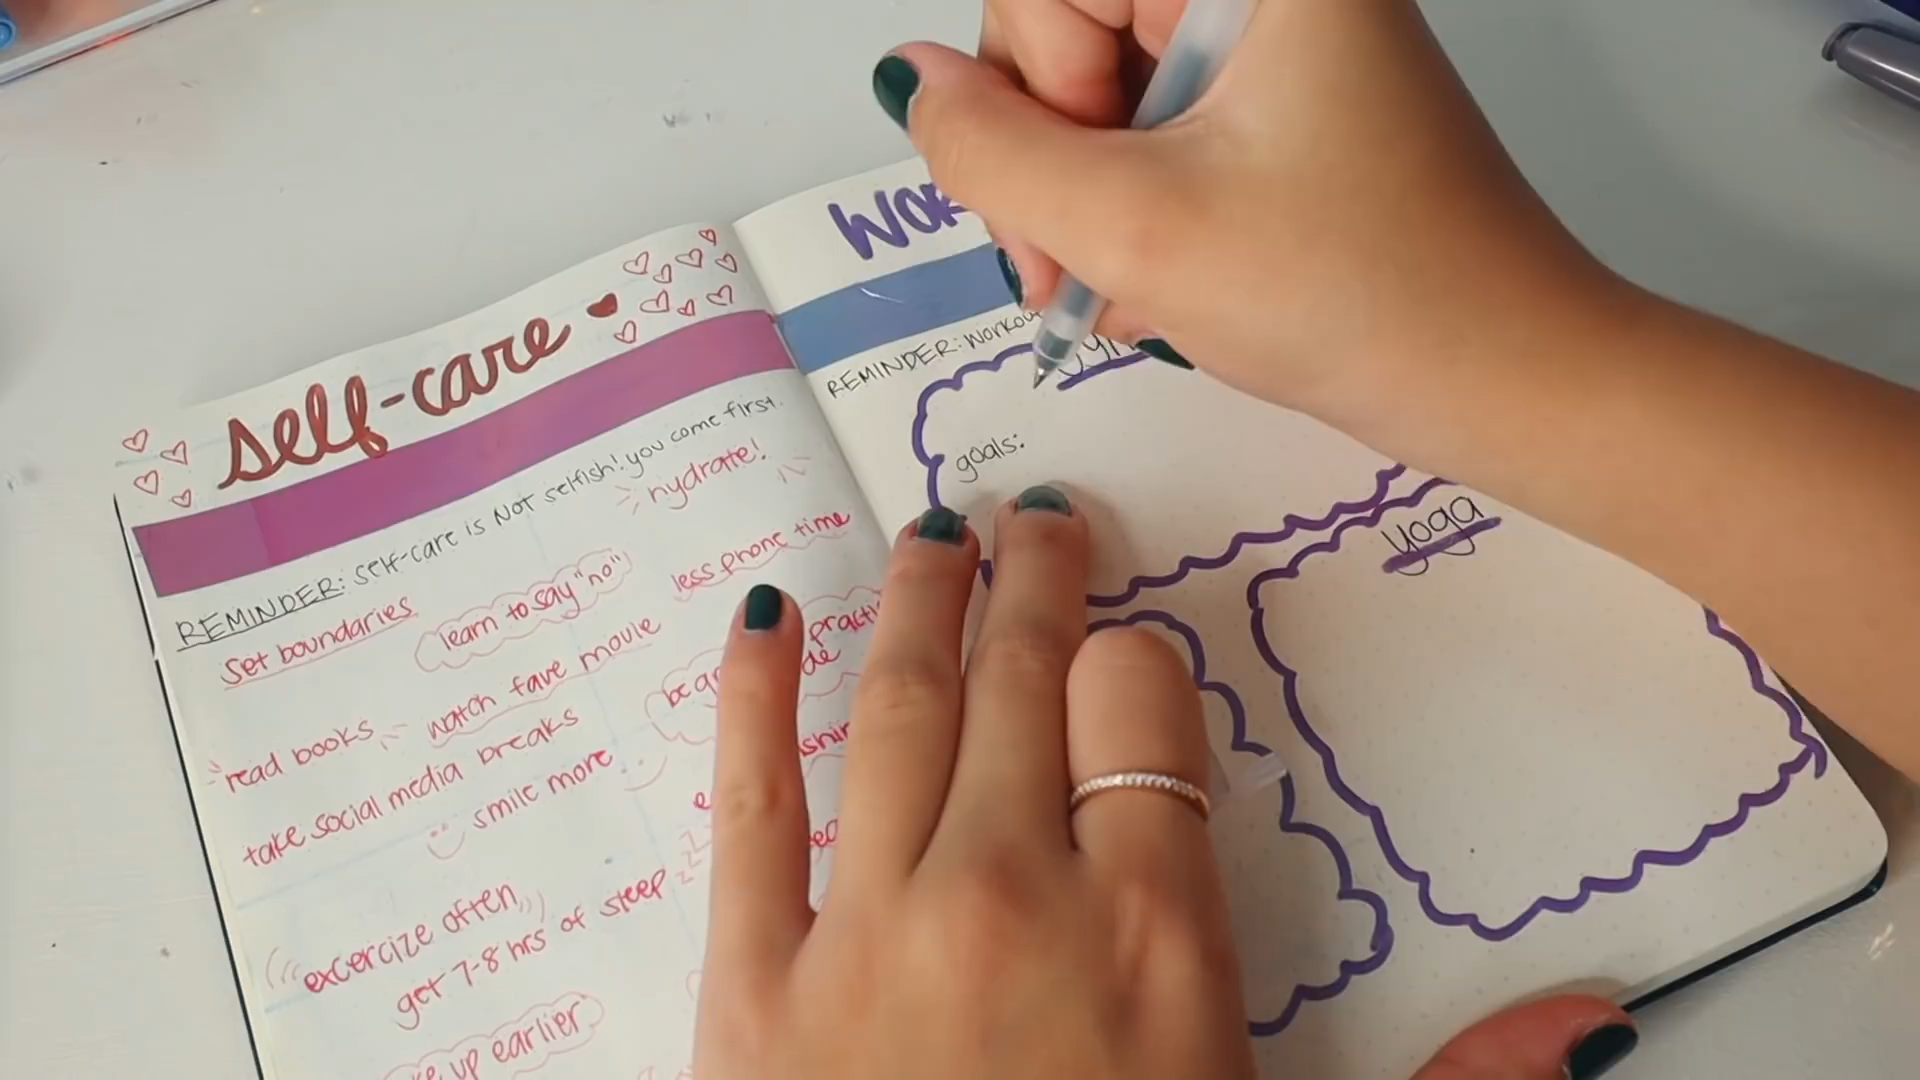 self-care
REMINDER: self-care is NOT selfish! you come first.
hydrate!
set boundaries
learn to say "no"
less phone time
read books
watch fave movie
take social media breaks
smile more
excercize often
get 7-8 hrs of sleep
zzz
up earlier
REMINDER:
goals:
yoga